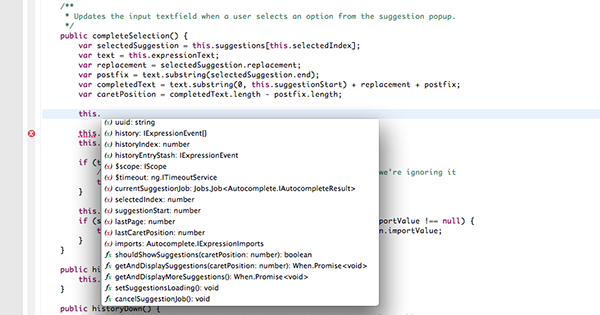 /**
* Updates the input textfield when a user selects an option from the suggestion popup.
*/
public completeSelection() {
var selectedSuggestion = this.suggestions[this.selectedIndex];
var text = this.expressionText;
var replacement = selectedSuggestion.replacement;
var postfix = text.substring(selectedSuggestion.end);
var completedText = text.substring(0, this.suggestionStart) + replacement + postfix;
var caretPosition = completedText.length - postfix.length;
this.
uuid: string
this.
history: IExpressionEvent[]
this.
historyIndex: number
historyEntryStash: IExpressionEvent
if (t
$scope: IScope
/
we're ignoring it
t
$timeout: ng.ITimeoutService
}
currentSuggestionJob: Jobs.Job<Autocomplete.IAutocompleteResult>
selectedIndex: number
this.
suggestionStart: number
if (s
lastPage: number
portValue !== null) {
t
lastCaretPosition: number
n.importValue;
}
imports: Autocomplete.IExpressionImports
}
shouldShowSuggestions(caretPosition: number): boolean
public hi
getAndDisplaySuggestions(caretPosition: number): When.Promise<void>
this.
getAndDisplayMoreSuggestions(): When.Promise<void>
}
setSuggestionsLoading(): void
cancelSuggestionJob(): void
public historyDown() {